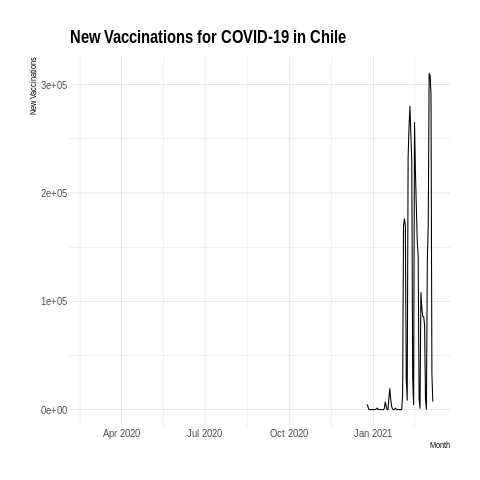 New Vaccinations for COVID-19 in Chile
New Vaccinations
3e+05
2e+05
1e+05
0e+00
Apr 2020 Jul 2020 Oct 2020 Jan 2021
Month